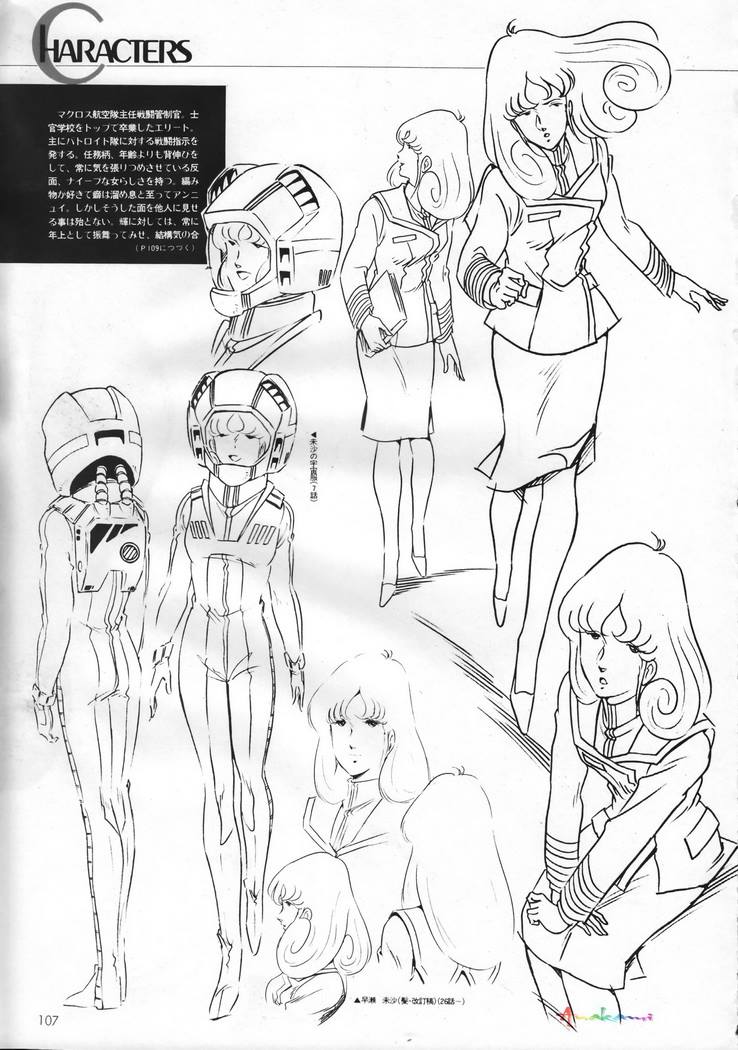 CHARACTERS
マクロス航空隊主任戦闘管制官。士
官学校をトップで卒業したエリート。
主にバトロイト隊に対する戦闘指示を
発する。任務柄、年齢よりも背伸びを
して、常に気を張りつめさせている反
面、ナイーブな女らしさを持つ。編み
物が好きで癖は溜め息と至ってアンニ
ュイ。しかしそうした面を他人に見せ
る事は殆どない。輝に対しては、常に
年上として振舞ってみせ、結構気の合
(P109につづく)
◀未沙の宇宙服(7話)
▲早瀬 未沙(髪・改訂稿)(26話〜)
107
Anakami